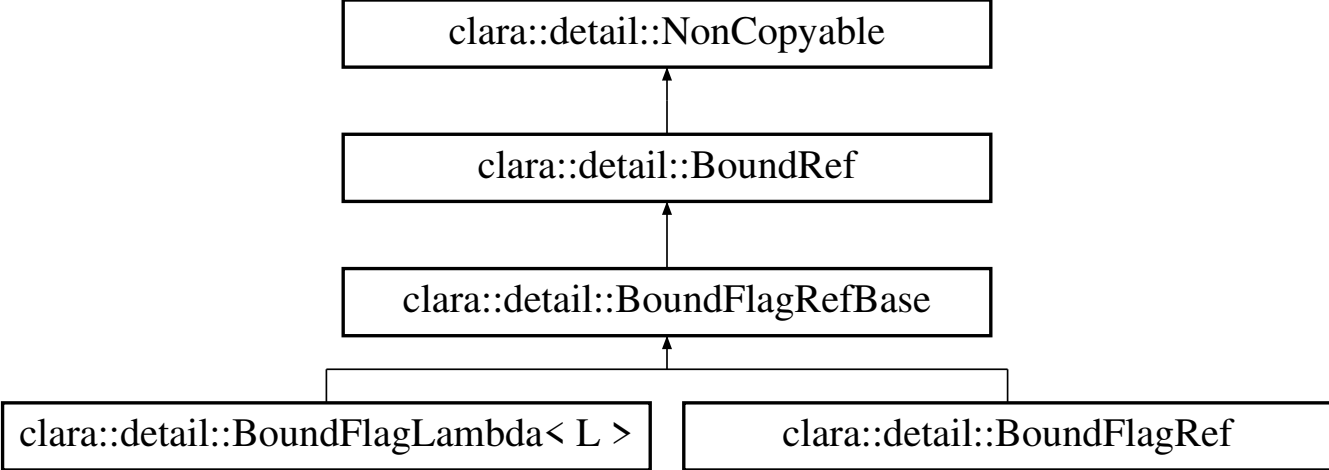 clara::detail::NonCopyable
clara::detail::BoundRef
clara::detail::BoundFlagRefBase
clara::detail::BoundFlagLambda< L >
clara::detail::BoundFlagRef